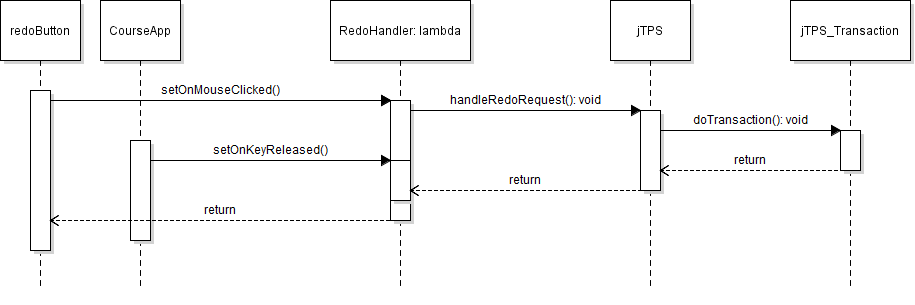 redoButton
CourseApp
RedoHandler: lambda
jTPS
jTPS_Transaction
setOnMouseClicked()
handleRedoRequest(): void
doTransaction(): void
setOnKeyReleased()
return
return
return